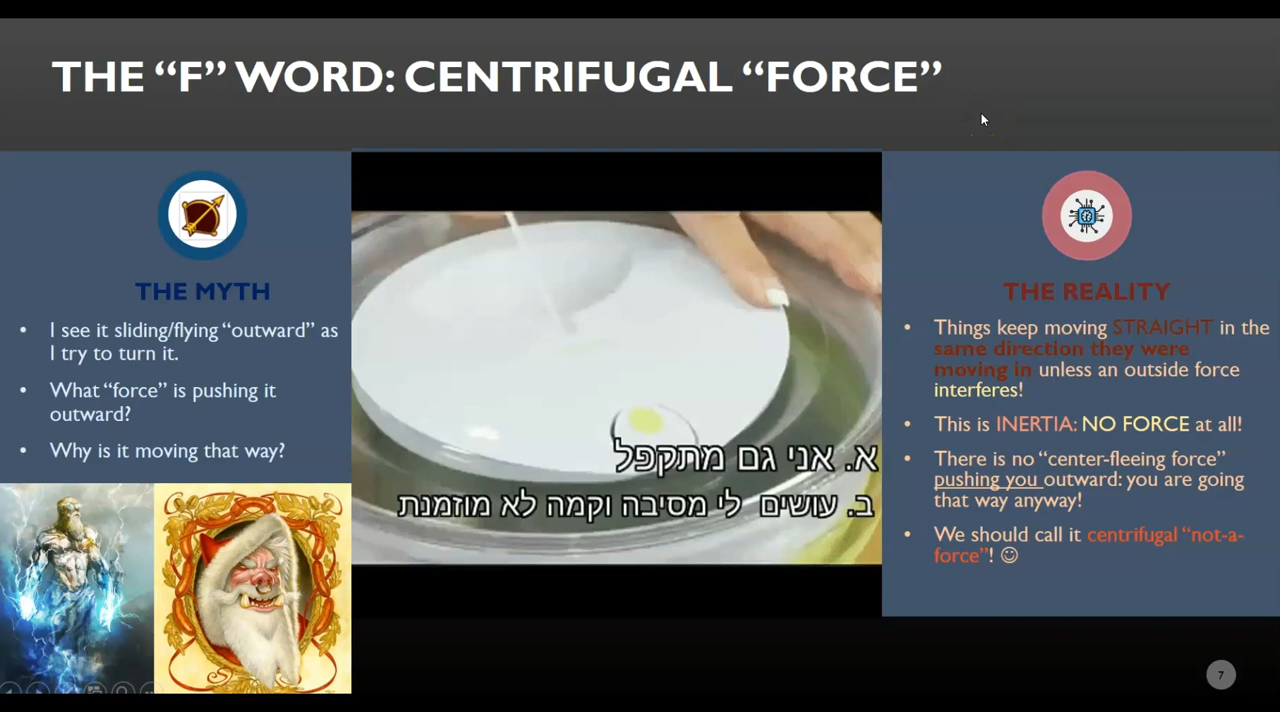 THE “F” WORD: CENTRIFUGAL “FORCE”
THE MYTH
• I see it sliding/flying “outward” as
I try to turn it.
• What “force” is pushing it
outward?
• Why is it moving that way?
א. אני גם מתקפל
ב. עושים לי מסיבה וקמה לא מוזמנת
THE REALITY
• Things keep moving STRAIGHT in the
same direction they were
moving in unless an outside force
interferes!
• This is INERTIA: NO FORCE at all!
• There is no “center-fleeing force”
pushing you outward: you are going
that way anyway!
• We should call it centrifugal “not-a-
force”! ☺
7